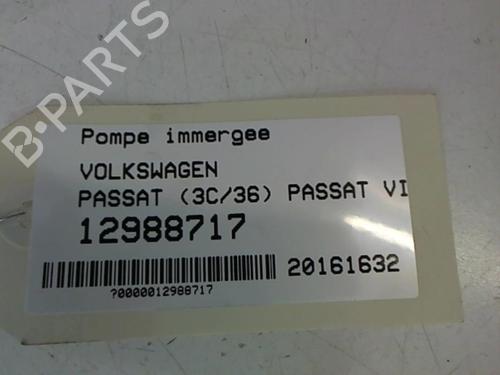 B-PARTS
Pompe immergee
VOLKSWAGEN
PASSAT (3C/36) PASSAT VI
12988717
20161632
?0000012988717